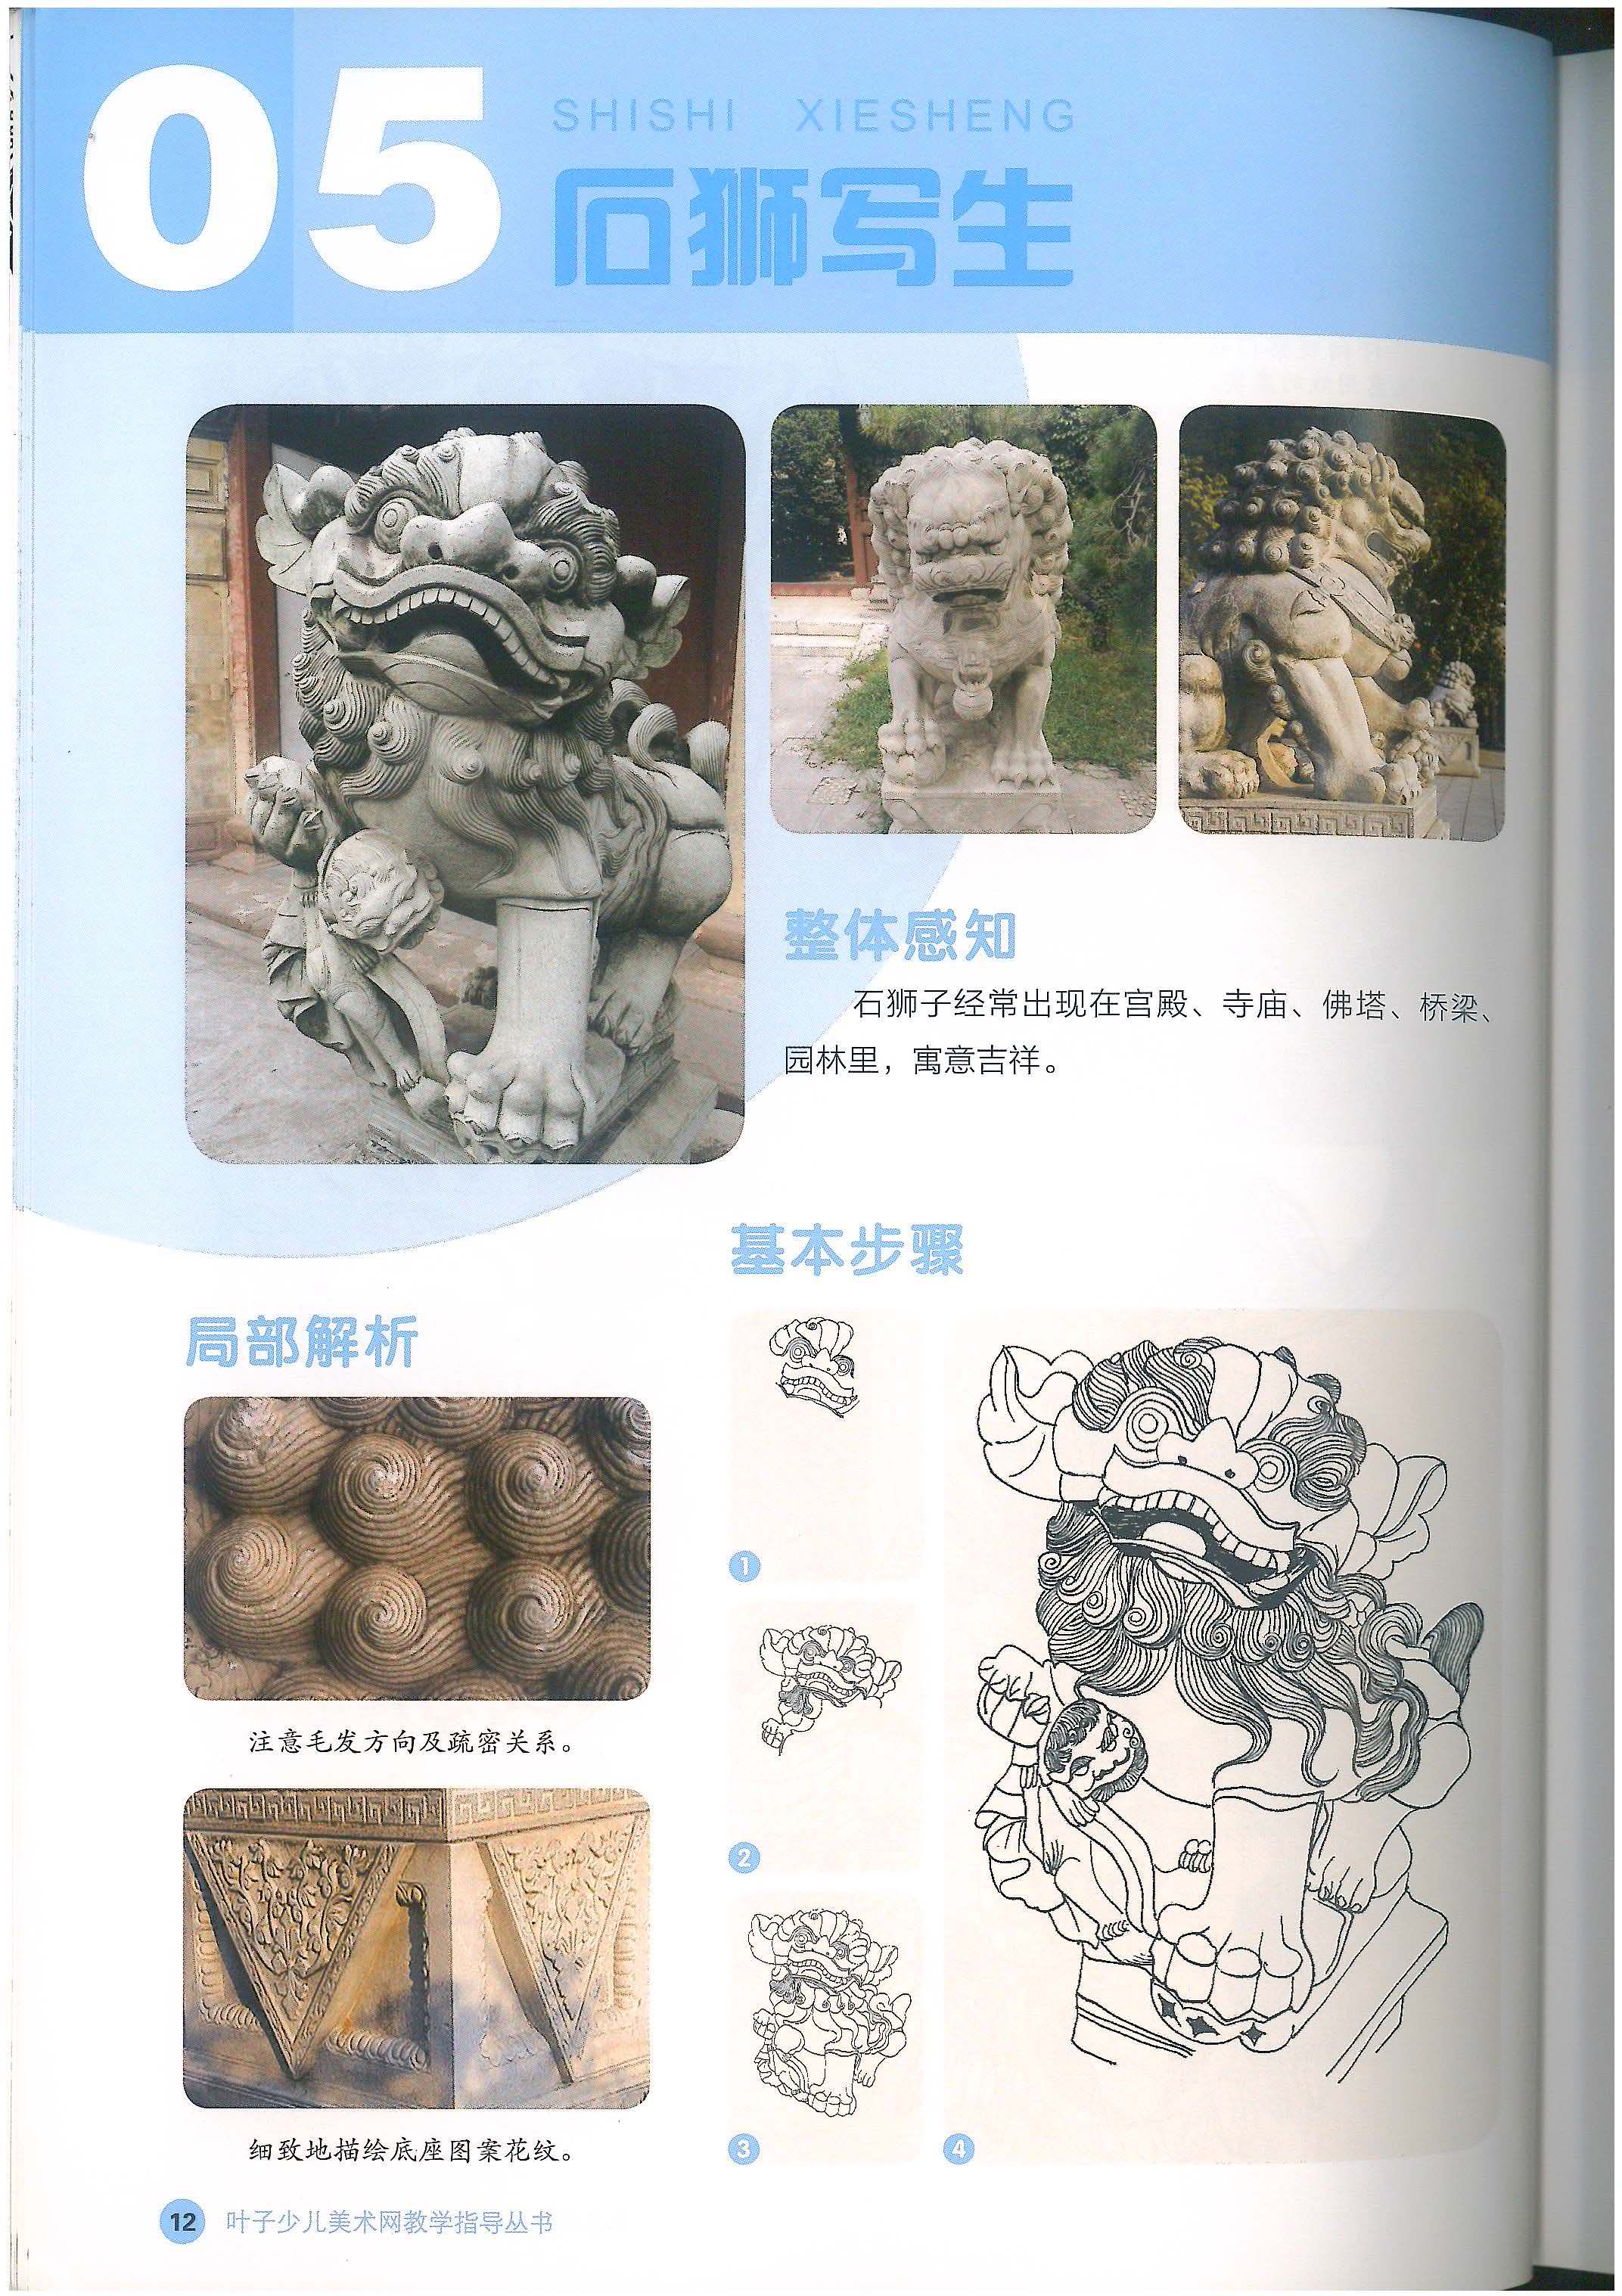 05
SHISHI XIESHENG
石狮写生
整体感知
石狮子经常出现在宫殿、寺庙、佛塔、桥梁、
园林里，寓意吉祥。
基本步骤
局部解析
注意毛发方向及疏密关系。
细致地描绘底座图案花纹。
1
2
3
4
12 叶子少儿美术网教学指导丛书